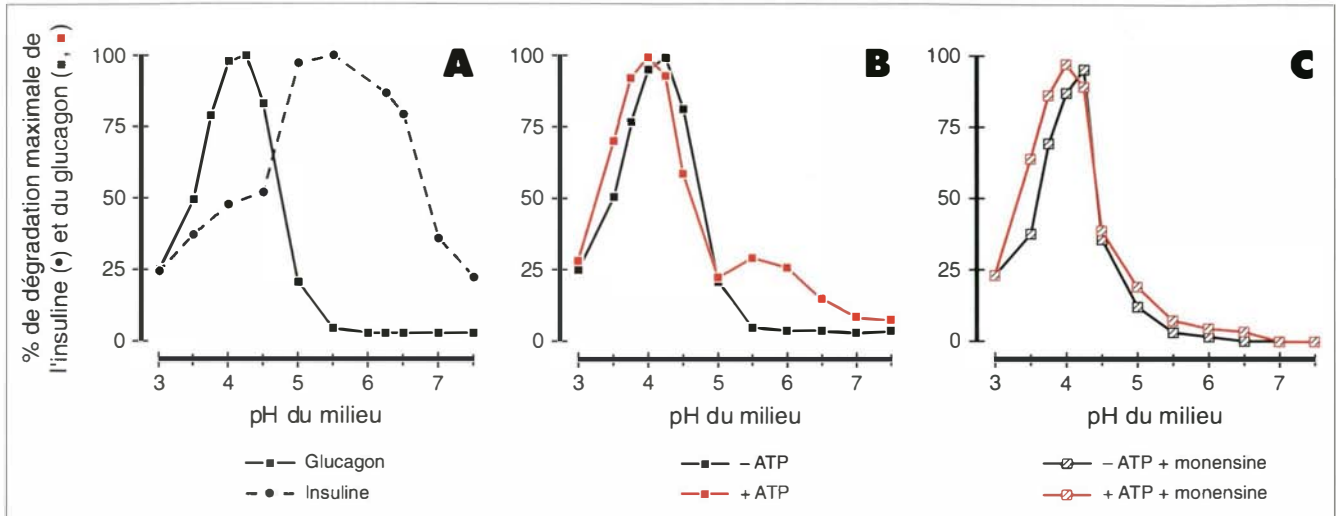 % de dégradation maximale de
l'insuline (•) et du glucagon (■, ■)
A
100
75
50
25
0
3 4 5 6 7
pH du milieu
Glucagon
Insuline
B
100
75
50
25
0
3 4 5 6 7
pH du milieu
– ATP
+ ATP
C
100
75
50
25
0
3 4 5 6 7
pH du milieu
– ATP + monensine
+ ATP + monensine